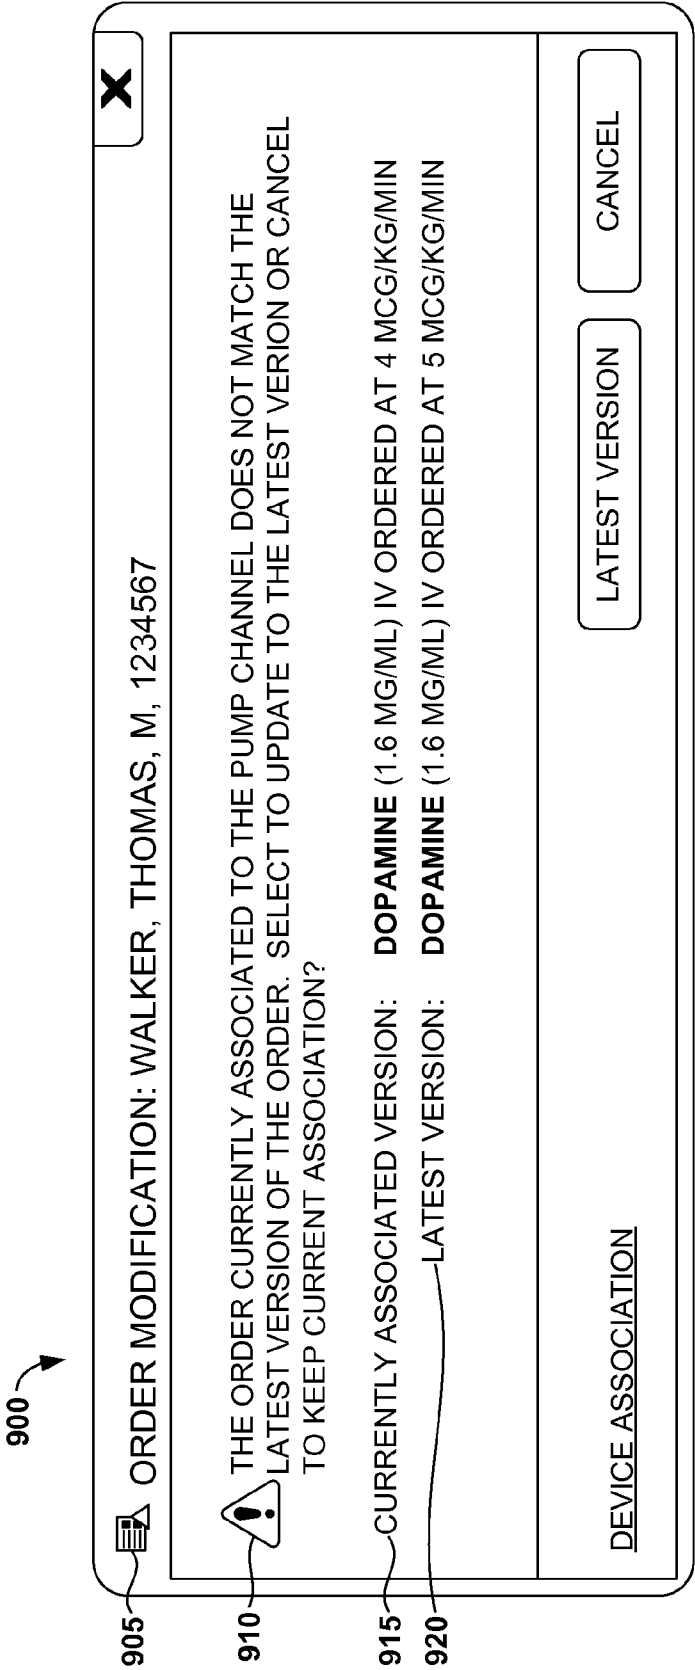 900
905
ORDER MODIFICATION: WALKER, THOMAS, M, 1234567
X
910
THE ORDER CURRENTLY ASSOCIATED TO THE PUMP CHANNEL DOES NOT MATCH THE
LATEST VERSION OF THE ORDER. SELECT TO UPDATE TO THE LATEST VERION OR CANCEL
TO KEEP CURRENT ASSOCIATION?
915
CURRENTLY ASSOCIATED VERSION: DOPAMINE (1.6 MG/ML) IV ORDERED AT 4 MCG/KG/MIN
920
LATEST VERSION: DOPAMINE (1.6 MG/ML) IV ORDERED AT 5 MCG/KG/MIN
DEVICE ASSOCIATION
LATEST VERSION
CANCEL